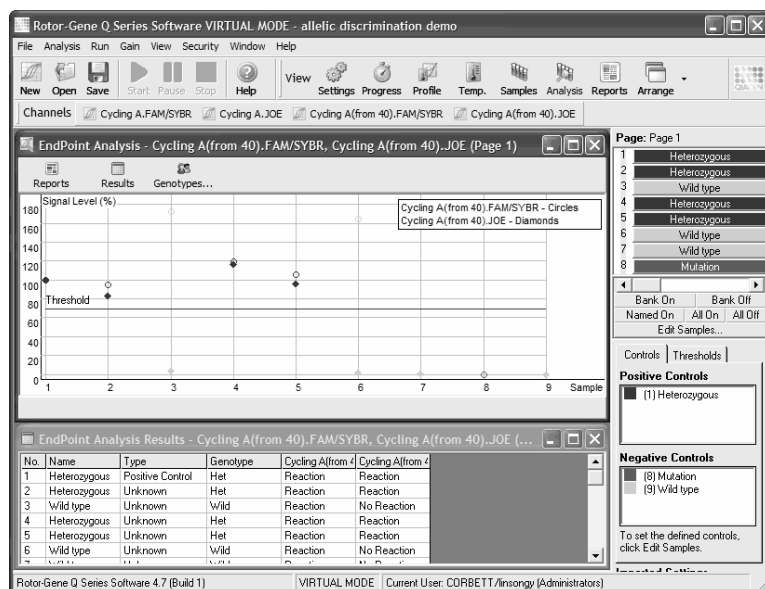 Rotor-Gene Q Series Software VIRTUAL MODE - allelic discrimination demo
File Analysis Run Gain View Security Window Help
New Open Save Start Pause Stop Help View Settings Progress Profile Temp. Samples Analysis Reports Arrange
Channels Cycling A.FAM/SYBR Cycling A.JOE Cycling A(from 40).FAM/SYBR Cycling A(from 40).JOE
EndPoint Analysis - Cycling A(from 40).FAM/SYBR, Cycling A(from 40).JOE (Page 1)
Reports Results Genotypes...
Signal Level (%)
Cycling A(from 40).FAM/SYBR - Circles
Cycling A(from 40).JOE - Diamonds
180
160
140
120
100
80
Threshold
60
40
20
0
1 2 3 4 5 6 7 8 9 Sample
Page: Page 1
1 Heterozygous
2 Heterozygous
3 Wild type
4 Heterozygous
5 Heterozygous
6 Wild type
7 Wild type
8 Mutation
Bank On Bank Off
Named On All On All Off
Edit Samples...
Controls Thresholds
Positive Controls
(1) Heterozygous
Negative Controls
(8) Mutation
(9) Wild type
To set the defined controls,
click Edit Samples.
EndPoint Analysis Results - Cycling A(from 40).FAM/SYBR, Cycling A(from 40).JOE (...
No. Name Type Genotype Cycling A(from 4 Cycling A(from 4
1 Heterozygous Positive Control Het Reaction Reaction
2 Heterozygous Unknown Het Reaction Reaction
3 Wild type Unknown Wild Reaction No Reaction
4 Heterozygous Unknown Het Reaction Reaction
5 Heterozygous Unknown Het Reaction Reaction
6 Wild type Unknown Wild Reaction No Reaction
Rotor-Gene Q Series Software 4.7 (Build 1) VIRTUAL MODE Current User: CORBETT/linsongy (Administrators)